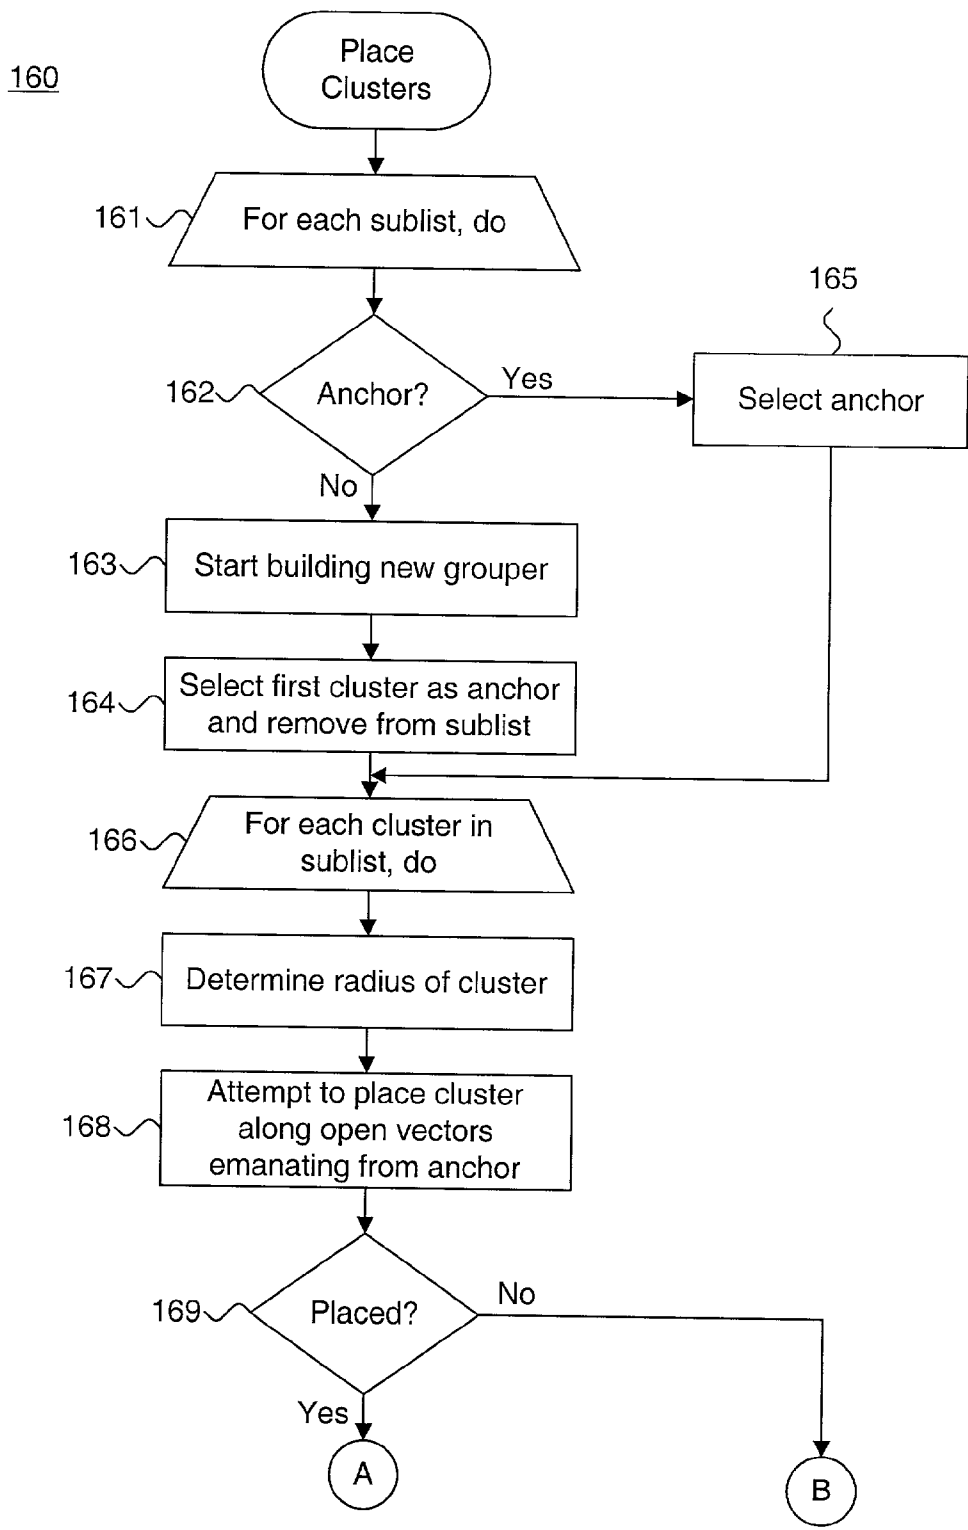 160
Place
Clusters
161
For each sublist, do
165
162
Anchor?
Yes
Select anchor
No
163
Start building new grouper
164
Select first cluster as anchor
and remove from sublist
166
For each cluster in
sublist, do
167
Determine radius of cluster
168
Attempt to place cluster
along open vectors
emanating from anchor
169
Placed?
No
Yes
A
B